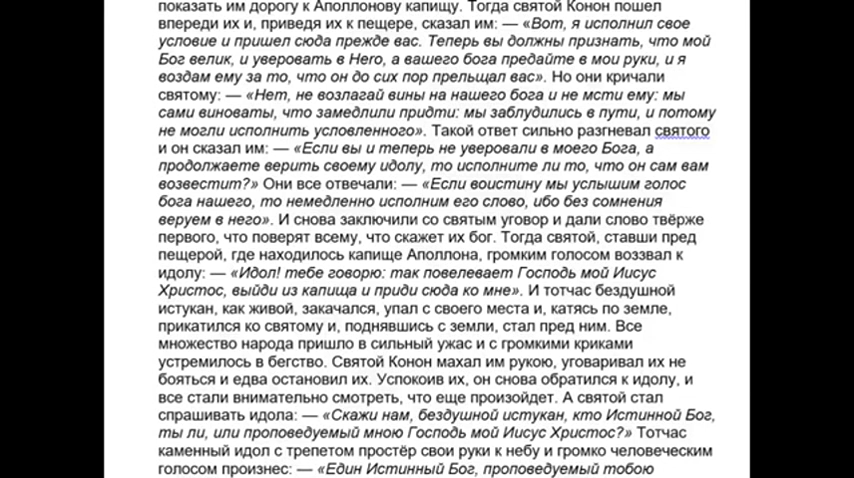 показать им дорогу к Аполлонову капищу. Тогда святой Конон пошел
впереди их и, приведя их к пещере, сказал им: — «Вот, я исполнил свое
условие и пришел сюда прежде вас. Теперь вы должны признать, что мой
Бог велик, и уверовать в Него, а вашего бога предайте в мои руки, и я
воздам ему за то, что он до сих пор прельщал вас». Но они кричали
святому: — «Нет, не возлагай вины на нашего бога и не мсти ему: мы
сами виноваты, что замедлили придти: мы заблудились в пути, и потому
не могли исполнить условленного». Такой ответ сильно разгневал святого
и он сказал им: — «Если вы и теперь не уверовали в моего Бога, а
продолжаете верить своему идолу, то исполните ли то, что он сам вам
возвестит?» Они все отвечали: — «Если воистину мы услышим голос
бога нашего, то немедленно исполним его слово, ибо без сомнения
веруем в него». И снова заключили со святым уговор и дали слово твёрже
первого, что поверят всему, что скажет их бог. Тогда святой, ставши пред
пещерой, где находилось капище Аполлона, громким голосом воззвал к
идолу: — «Идол! тебе говорю: так повелевает Господь мой Иисус
Христос, выйди из капища и приди сюда ко мне». И тотчас бездушной
истукан, как живой, закачался, упал с своего места и, катясь по земле,
прикатился ко святому и, поднявшись с земли, стал пред ним. Все
множество народа пришло в сильный ужас и с громкими криками
устремилось в бегство. Святой Конон махал им рукою, уговаривал их не
бояться и едва остановил их. Успокоив их, он снова обратился к идолу, и
все стали внимательно смотреть, что еще произойдет. А святой стал
спрашивать идола: — «Скажи нам, бездушной истукан, кто Истинной Бог,
ты ли, или проповедуемый мною Господь мой Иисус Христос?» Тотчас
каменный идол с трепетом простёр свои руки к небу и громко человеческим
голосом произнес: — «Един Истинный Бог, проповедуемый тобою